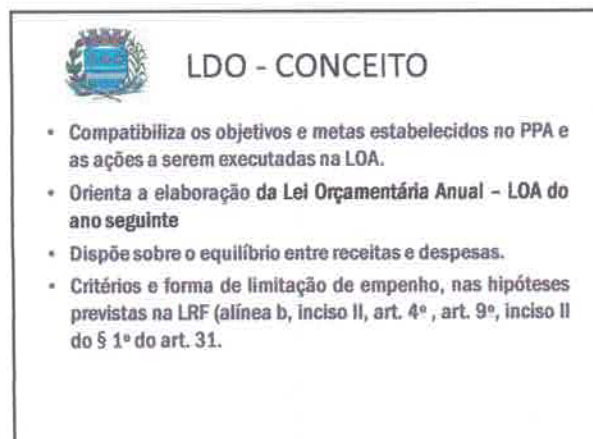 LDO - CONCEITO
• Compatibiliza os objetivos e metas estabelecidos no PPA e
as ações a serem executadas na LOA.
• Orienta a elaboração da Lei Orçamentária Anual – LOA do
ano seguinte
• Dispõe sobre o equilíbrio entre receitas e despesas.
• Critérios e forma de limitação de empenho, nas hipóteses
previstas na LRF (alínea b, inciso II, art. 4º , art. 9º, inciso II
do § 1º do art. 31.